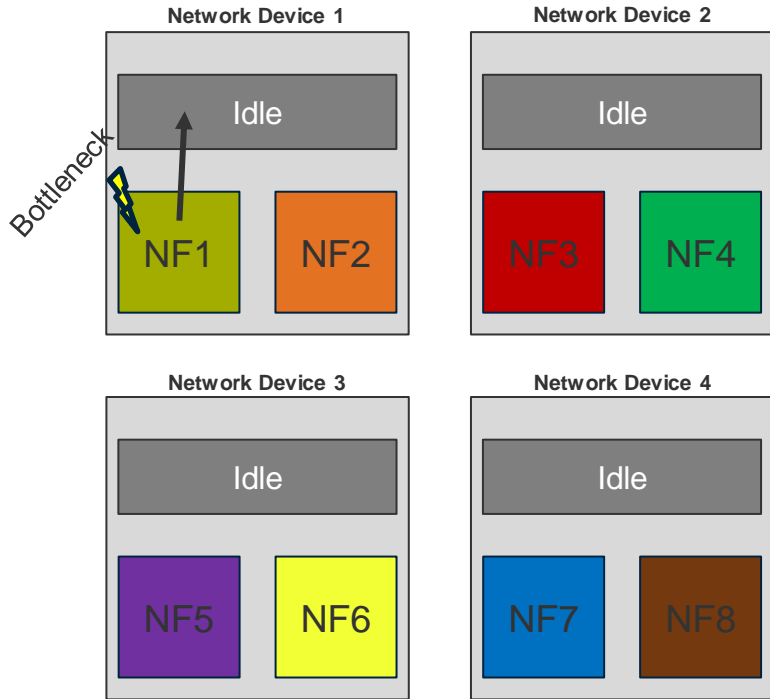 Network Device 1
Network Device 2
Idle
Idle
Bottleneck
NF1
NF2
NF3
NF4
Network Device 3
Network Device 4
Idle
Idle
NF5
NF6
NF7
NF8